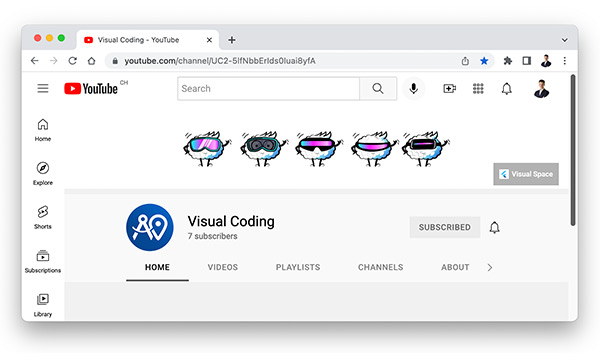 Visual Coding - YouTube
youtube.com/channel/UC2-5lfNbbErIds0Iuai8yfA
YouTube CH
Search
Home
Explore
Shorts
Subscriptions
Library
Visual Space
Visual Coding
7 subscribers
SUBSCRIBED
HOME VIDEOS PLAYLISTS CHANNELS ABOUT